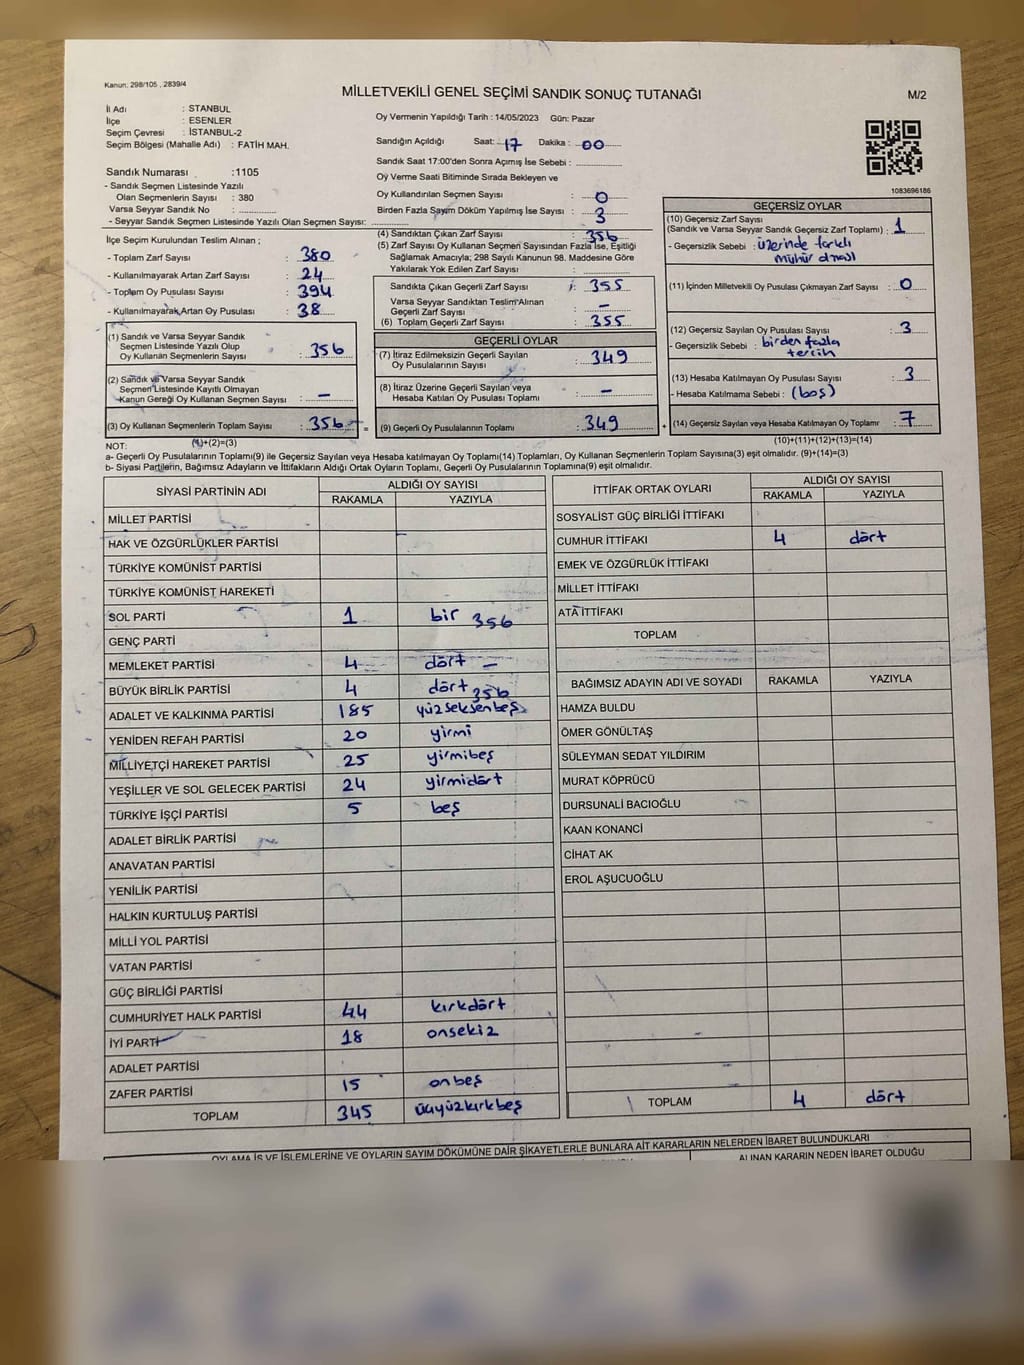 Kanun: 298/105 , 2839/4
MİLLETVEKİLİ GENEL SEÇİMİ SANDIK SONUÇ TUTANAĞI
M/2
İl Adı : STANBUL
İlçe : ESENLER
Seçim Çevresi : İSTANBUL-2
Seçim Bölgesi (Mahalle Adı) : FATİH MAH.
Sandık Numarası :1105
- Sandık Seçmen Listesinde Yazılı
Olan Seçmenlerin Sayısı : 380
Varsa Seyyar Sandık No :
- Seyyar Sandık Seçmen Listesinde Yazılı Olan Seçmen Sayısı:
İlçe Seçim Kurulundan Teslim Alınan ;
- Toplam Zarf Sayısı : 380
- Kullanılmayarak Artan Zarf Sayısı : 24
- Toplam Oy Pusulası Sayısı : 394
- Kullanılmayarak Artan Oy Pusulası : 38
(1) Sandık ve Varsa Seyyar Sandık
Seçmen Listesinde Yazılı Olup
Oy Kullanan Seçmenlerin Sayısı : 356
(2) Sandık ve Varsa Seyyar Sandık
Seçmen Listesinde Kayıtlı Olmayan
Kanun Gereği Oy Kullanan Seçmen Sayısı : -
(3) Oy Kullanan Seçmenlerin Toplam Sayısı : 356 =
(1)+(2)=(3)
Oy Vermenin Yapıldığı Tarih : 14/05/2023 Gün: Pazar
Sandığın Açıldığı Saat: 17 Dakika : 00
Sandık Saat 17:00'den Sonra Açımış İse Sebebi :
Oy Verme Saati Bitiminde Sırada Bekleyen ve
Oy Kullandırılan Seçmen Sayısı : 0
Birden Fazla Sayım Döküm Yapılmış İse Sayısı : 3
(4) Sandıktan Çıkan Zarf Sayısı : 356
(5) Zarf Sayısı Oy Kullanan Seçmen Sayısından Fazla İse, Eşitliği
Sağlamak Amacıyla; 298 Sayılı Kanunun 98. Maddesine Göre
Yakılarak Yok Edilen Zarf Sayısı :
Sandıkta Çıkan Geçerli Zarf Sayısı : 355
Varsa Seyyar Sandıktan Teslim Alınan
Geçerli Zarf Sayısı : -
(6) Toplam Geçerli Zarf Sayısı : 355
GEÇERLİ OYLAR
(7) İtiraz Edilmeksizin Geçerli Sayılan
Oy Pusulalarının Sayısı : 349
(8) İtiraz Üzerine Geçerli Sayılan veya
Hesaba Katılan Oy Pusulası Toplamı : -
(9) Geçerli Oy Pusulalarının Toplamı : 349 +
1083696186
GEÇERSİZ OYLAR
(10) Geçersiz Zarf Sayısı
(Sandık ve Varsa Seyyar Sandık Geçersiz Zarf Toplamı) : 1
- Geçersizlik Sebebi : üzerinde farklı
mühür olması
(11) İçinden Milletvekili Oy Pusulası Çıkmayan Zarf Sayısı : 0
(12) Geçersiz Sayılan Oy Pusulası Sayısı : 3
- Geçersizlik Sebebi : birden fazla
tercih
(13) Hesaba Katılmayan Oy Pusulası Sayısı : 3
- Hesaba Katılmama Sebebi : (boş)
(14) Geçersiz Sayılan veya Hesaba Katılmayan Oy Toplamı : 7
(10)+(11)+(12)+(13)=(14)
NOT:
a- Geçerli Oy Pusulalarının Toplamı(9) ile Geçersiz Sayılan veya Hesaba katılmayan Oy Toplamı(14) Toplamları, Oy Kullanan Seçmenlerin Toplam Sayısına(3) eşit olmalıdır. (9)+(14)=(3)
b- Siyasi Partilerin, Bağımsız Adayların ve İttifakların Aldığı Ortak Oyların Toplamı, Geçerli Oy Pusulalarının Toplamına(9) eşit olmalıdır.
SİYASİ PARTİNİN ADI ALDIĞI OY SAYISI
RAKAMLA YAZIYLA
MİLLET PARTİSİ
HAK VE ÖZGÜRLÜKLER PARTİSİ
TÜRKİYE KOMÜNİST PARTİSİ
TÜRKİYE KOMÜNİST HAREKETİ
SOL PARTİ 1 bir 356
GENÇ PARTİ
MEMLEKET PARTİSİ 4 dört -
BÜYÜK BİRLİK PARTİSİ 4 dört 356
ADALET VE KALKINMA PARTİSİ 185 yüzseksenbeş
YENİDEN REFAH PARTİSİ 20 yirmi
MİLLİYETÇİ HAREKET PARTİSİ 25 yirmibeş
YEŞİLLER VE SOL GELECEK PARTİSİ 24 yirmidört
TÜRKİYE İŞÇİ PARTİSİ 5 beş
ADALET BİRLİK PARTİSİ
ANAVATAN PARTİSİ
YENİLİK PARTİSİ
HALKIN KURTULUŞ PARTİSİ
MİLLİ YOL PARTİSİ
VATAN PARTİSİ
GÜÇ BİRLİĞİ PARTİSİ
CUMHURİYET HALK PARTİSİ 44 kırkdört
İYİ PARTİ 18 onsekiz
ADALET PARTİSİ
ZAFER PARTİSİ 15 onbeş
TOPLAM 345 üçyüzkırkbeş
İTTİFAK ORTAK OYLARI ALDIĞI OY SAYISI
RAKAMLA YAZIYLA
SOSYALİST GÜÇ BİRLİĞİ İTTİFAKI
CUMHUR İTTİFAKI 4 dört
EMEK VE ÖZGÜRLÜK İTTİFAKI
MİLLET İTTİFAKI
ATA İTTİFAKI
TOPLAM
BAĞIMSIZ ADAYIN ADI VE SOYADI RAKAMLA YAZIYLA
HAMZA BULDU
ÖMER GÖNÜLTAŞ
SÜLEYMAN SEDAT YILDIRIM
MURAT KÖPRÜCÜ
DURSUNALİ BACIOĞLU
KAAN KONANCİ
CİHAT AK
EROL AŞUCUOĞLU
TOPLAM 4 dört
OYLAMA İŞ VE İŞLEMLERİNE VE OYLARIN SAYIM DÖKÜMÜNE DAİR ŞİKAYETLERLE BUNLARA AİT KARARLARIN NELERDEN İBARET BULUNDUKLARI
ALINAN KARARIN NEDEN İBARET OLDUĞU